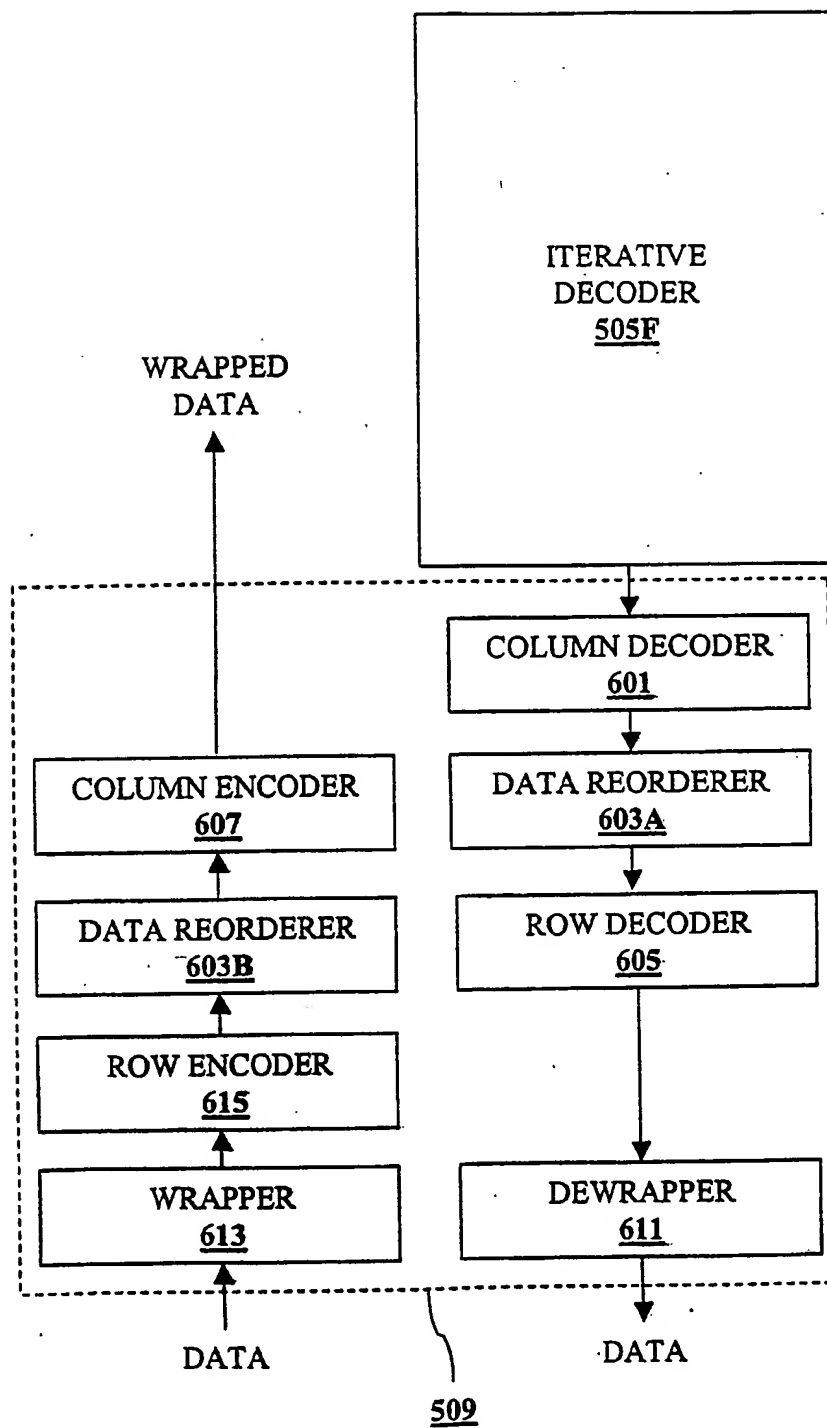 ITERATIVE
DECODER
505F
WRAPPED
DATA
COLUMN DECODER
601
DATA REORDERER
603A
ROW DECODER
605
DEWRAPPER
611
DATA
COLUMN ENCODER
607
DATA REORDERER
603B
ROW ENCODER
615
WRAPPER
613
DATA
509